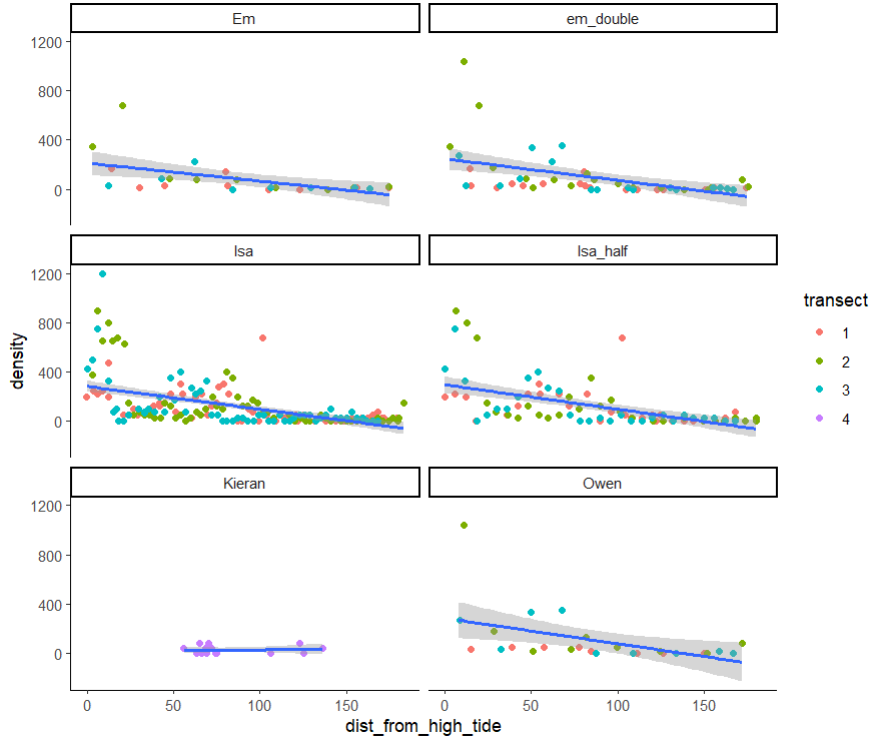 Em em_double
1200
800
400
0
Isa Isa_half
1200
800
400
0
Kieran Owen
1200
800
400
0
0 50 100 150 0 50 100 150
dist_from_high_tide
density
transect
1
2
3
4